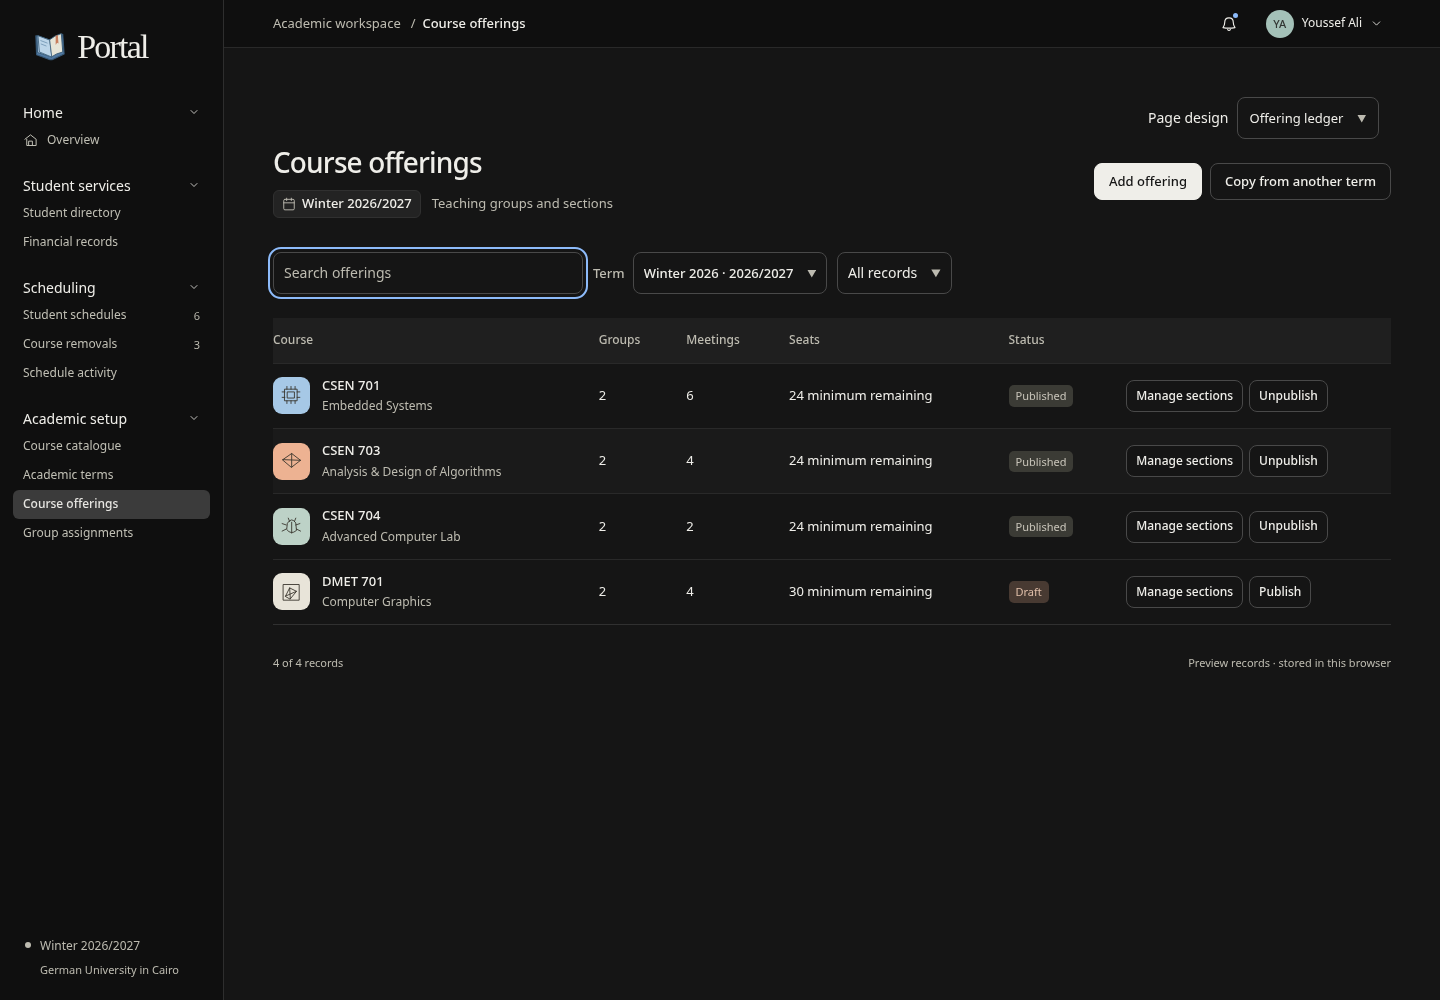 Portal
Home
Overview
Student services
Student directory
Financial records
Scheduling
Student schedules 6
Course removals 3
Schedule activity
Academic setup
Course catalogue
Academic terms
Course offerings
Group assignments
Winter 2026/2027
German University in Cairo
Academic workspace / Course offerings
YA Youssef Ali
Page design Offering ledger
Course offerings
Add offering Copy from another term
Winter 2026/2027 Teaching groups and sections
Search offerings Term Winter 2026 · 2026/2027 All records
Course Groups Meetings Seats Status
CSEN 701
Embedded Systems
2 6 24 minimum remaining Published Manage sections Unpublish
CSEN 703
Analysis & Design of Algorithms
2 4 24 minimum remaining Published Manage sections Unpublish
CSEN 704
Advanced Computer Lab
2 2 24 minimum remaining Published Manage sections Unpublish
DMET 701
Computer Graphics
2 4 30 minimum remaining Draft Manage sections Publish
4 of 4 records Preview records · stored in this browser